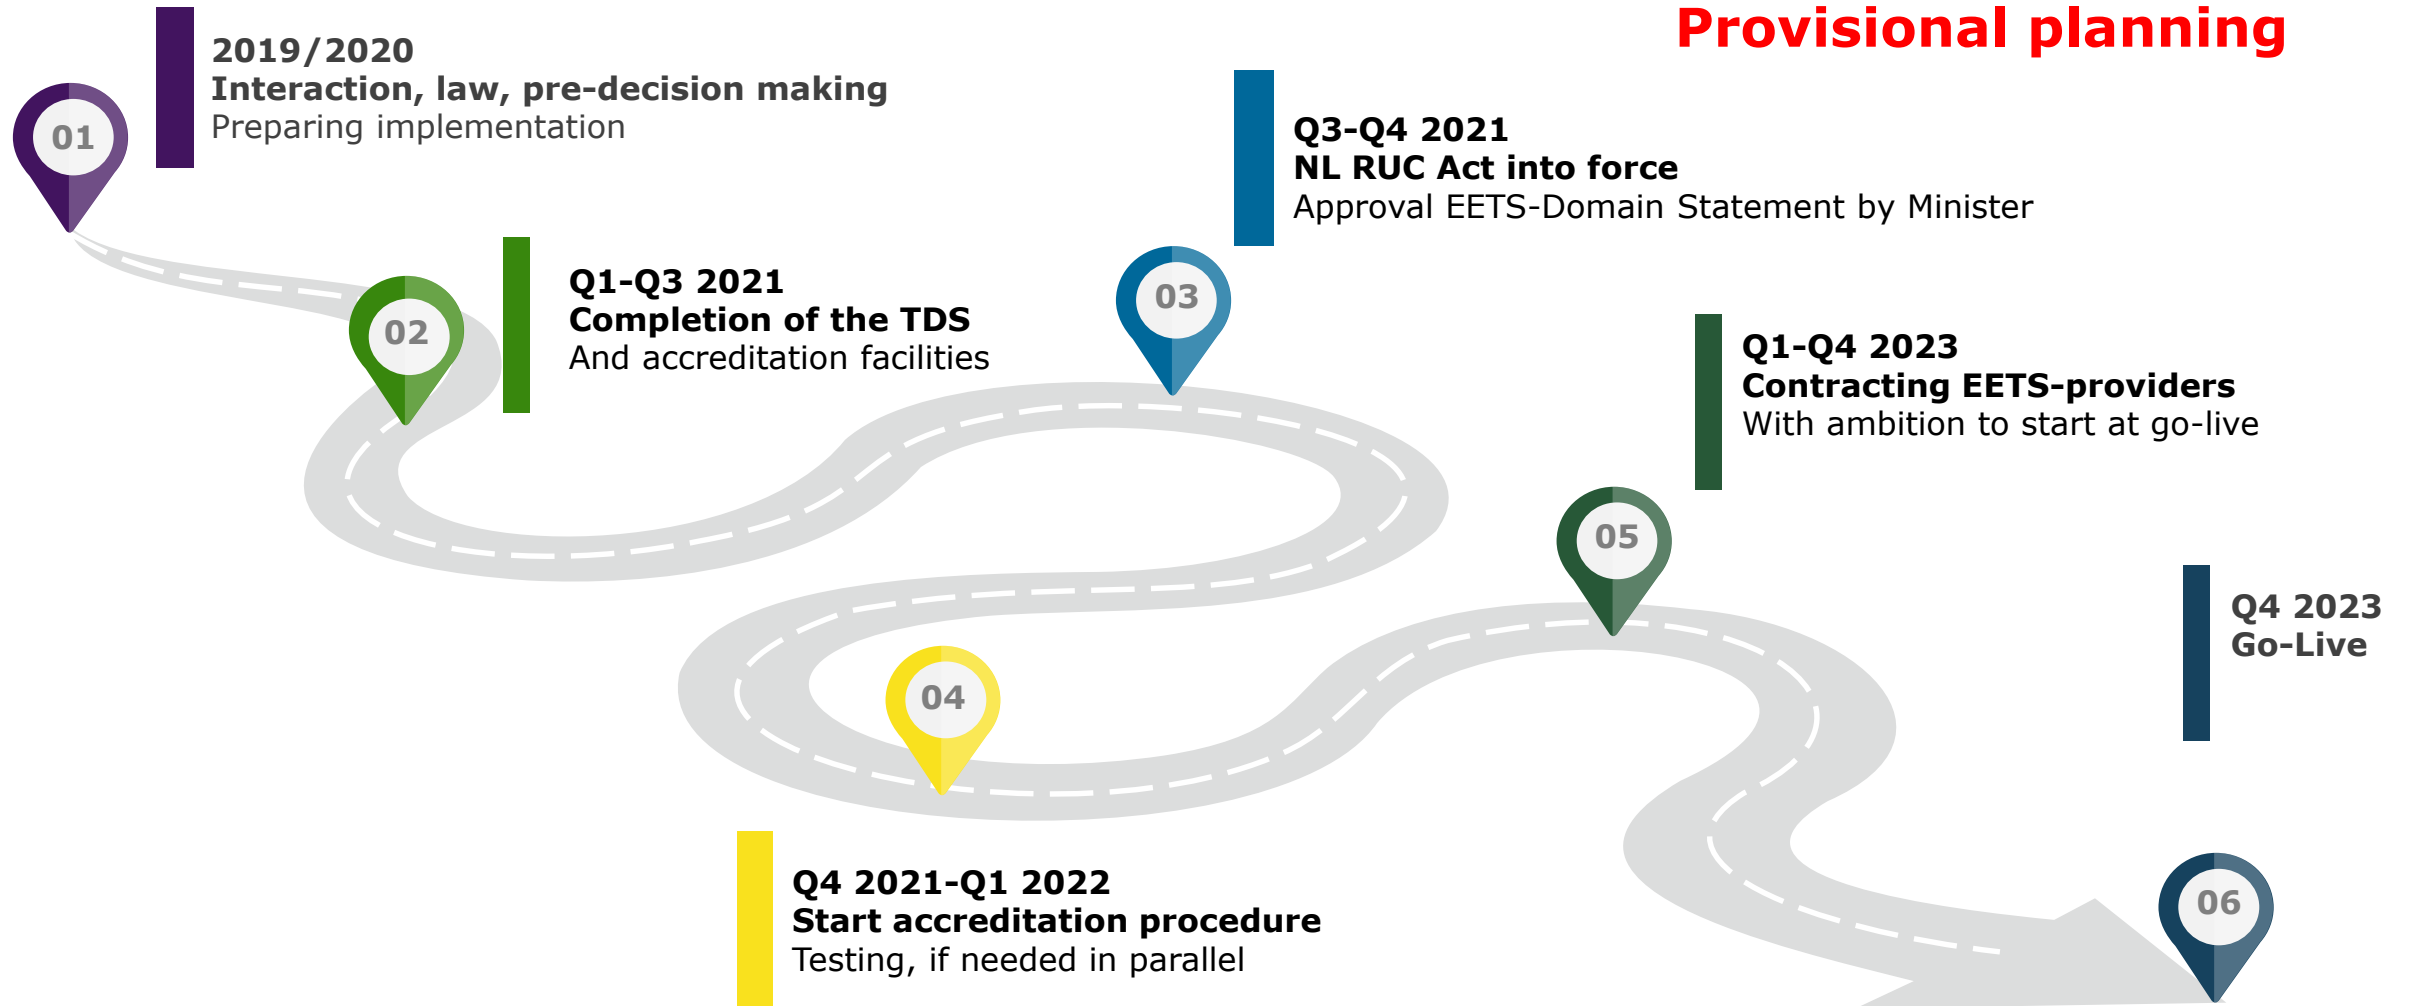 Provisional planning
01
2019/2020
Interaction, law, pre-decision making
Preparing implementation
02
Q1-Q3 2021
Completion of the TDS
And accreditation facilities
03
Q3-Q4 2021
NL RUC Act into force
Approval EETS-Domain Statement by Minister
04
Q4 2021-Q1 2022
Start accreditation procedure
Testing, if needed in parallel
05
Q1-Q4 2023
Contracting EETS-providers
With ambition to start at go-live
06
Q4 2023
Go-Live